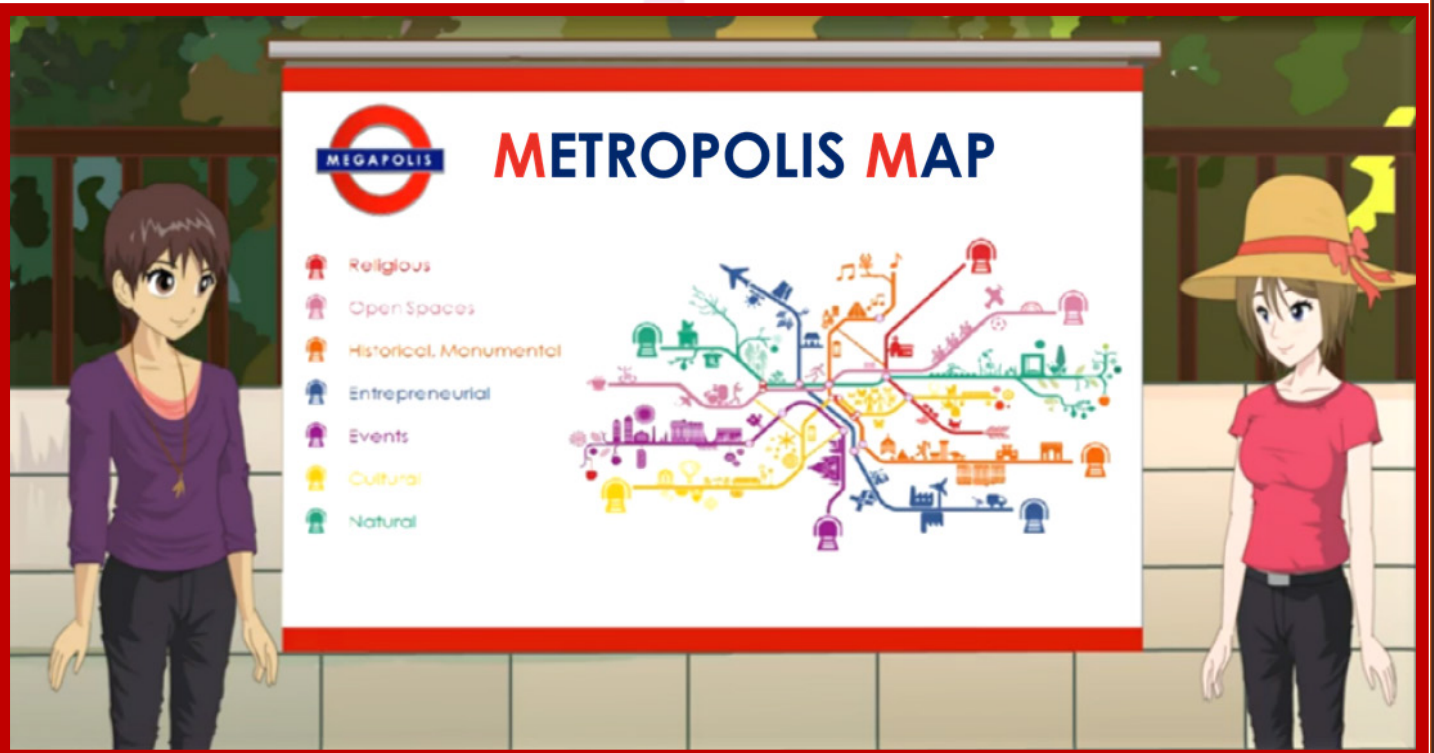 METROPOLIS MAP
MEGAPOLIS
Religious
Open Spaces
Historical, Monumental
Entrepreneurial
Events
Cultural
Natural